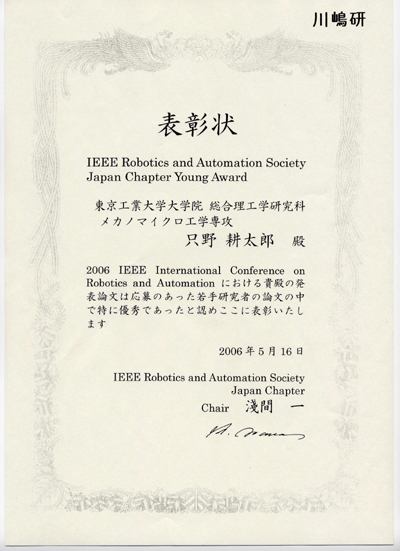 川嶋研
表彰状
IEEE Robotics and Automation Society
Japan Chapter Young Award
東京工業大学大学院 総合理工学研究科
メカノマイクロ工学専攻
只野 耕太郎 殿
2006 IEEE International Conference on
Robotics and Automation における貴殿の発
表論文は応募のあった若手研究者の論文の中
で特に優秀であったと認めここに表彰いたし
ます
2006年5月16日
IEEE Robotics and Automation Society
Japan Chapter
Chair 淺間 一